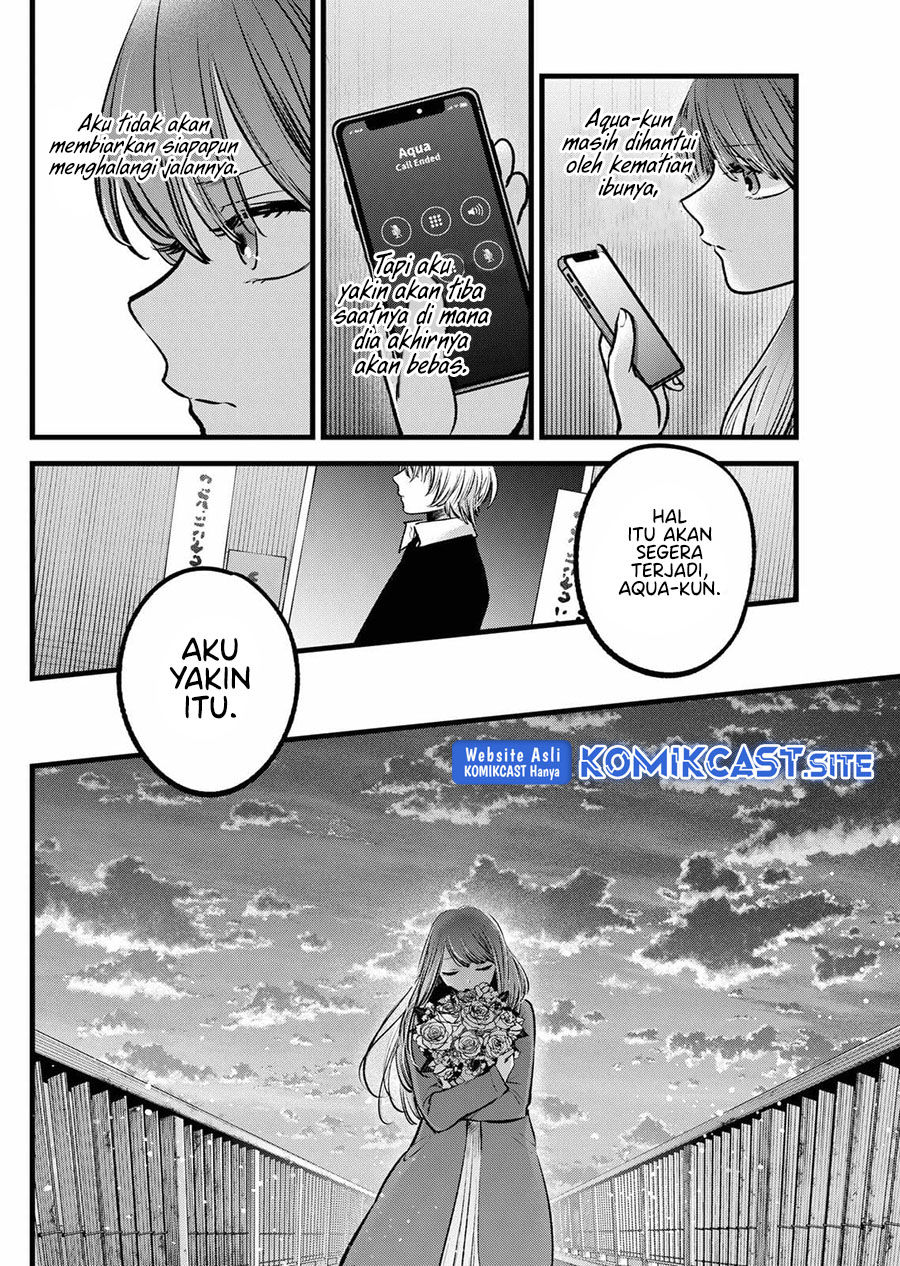 Aqua-kun
masih dihantui
oleh kematian
ibunya,
Aqua
Call Ended
Tapi aku
yakin akan tiba
saatnya di mana
dia akhirnya
akan bebas.
Aku tidak akan
membiarkan siapapun
menghalangi jalannya.
HAL
ITU AKAN
SEGERA
TERJADI,
AQUA-KUN.
AKU
YAKIN
ITU.
Website Asli
KOMIKCAST Hanya
KOMIKCAST.SITE